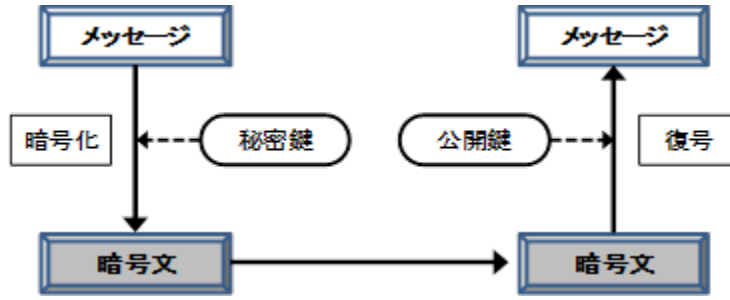 メッセージ
メッセージ
暗号化
秘密鍵
公開鍵
復号
暗号文
暗号文